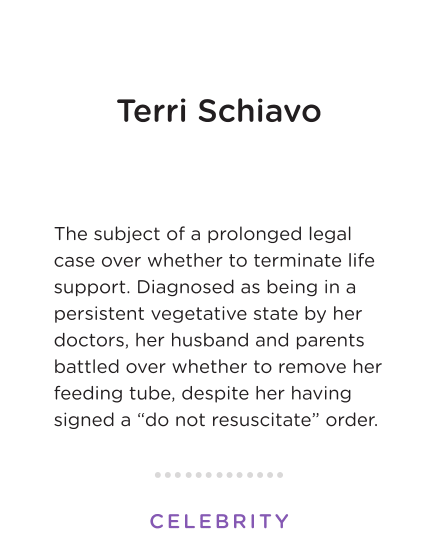 Terri Schiavo
The subject of a prolonged legal
case over whether to terminate life
support. Diagnosed as being in a
persistent vegetative state by her
doctors, her husband and parents
battled over whether to remove her
feeding tube, despite her having
signed a “do not resuscitate” order.
CELEBRITY